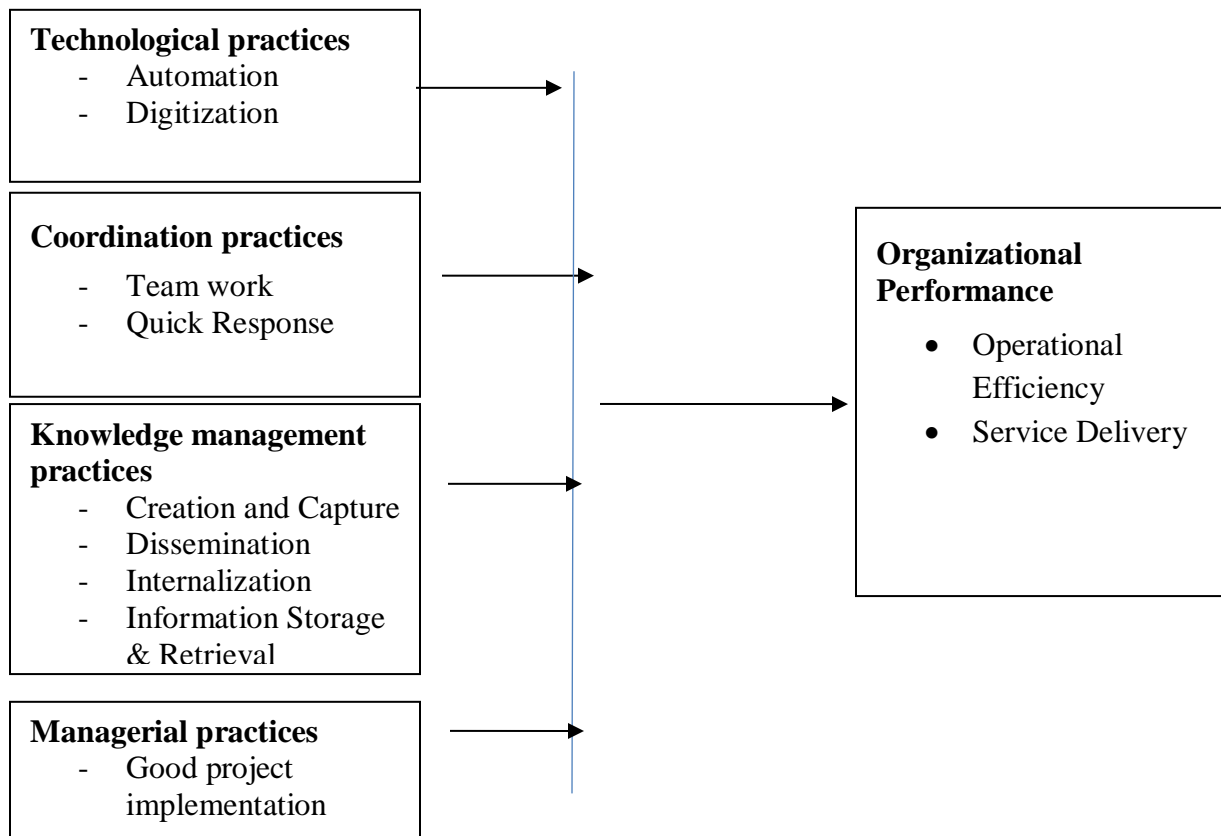 Technological practices
- Automation
- Digitization
Coordination practices
- Team work
- Quick Response
Knowledge management
practices
- Creation and Capture
- Dissemination
- Internalization
- Information Storage
& Retrieval
Managerial practices
- Good project
implementation
Organizational
Performance
• Operational
Efficiency
• Service Delivery